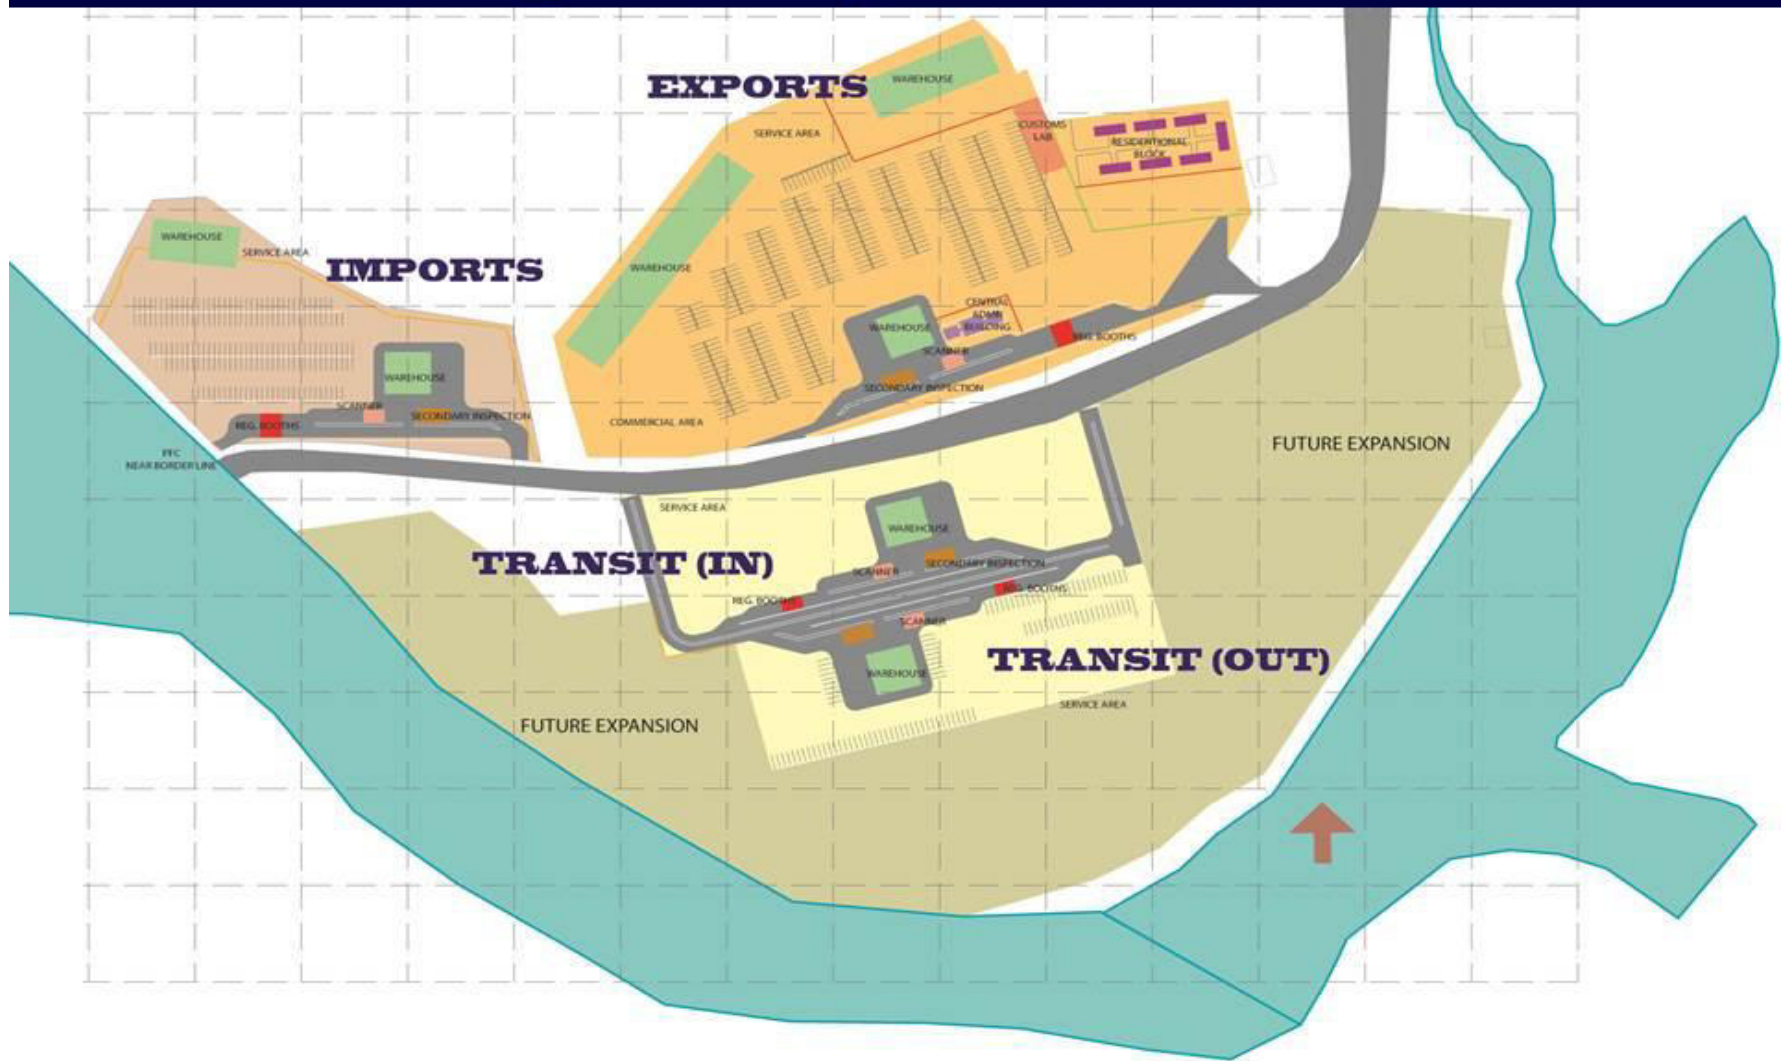 EXPORTS
WAREHOUSE
SERVICE AREA
CUSTOMS
LAB.
RESIDENTIONAL
BLOCK
WAREHOUSE
SERVICE AREA
IMPORTS
WAREHOUSE
CENTRAL
ADMN
BUILDING
WAREHOUSE
REG. BOOTHS
SCANNER
SECONDARY INSPECTION
COMMERCIAL AREA
WAREHOUSE
SCANNER
SECONDARY INSPECTION
REG. BOOTHS
NEAR BORDER LINE
FUTURE EXPANSION
SERVICE AREA
WAREHOUSE
TRANSIT (IN)
SCANNER
SECONDARY INSPECTION
REG. BOOTHS
REG. BOOTHS
SCANNER
TRANSIT (OUT)
WAREHOUSE
SERVICE AREA
FUTURE EXPANSION